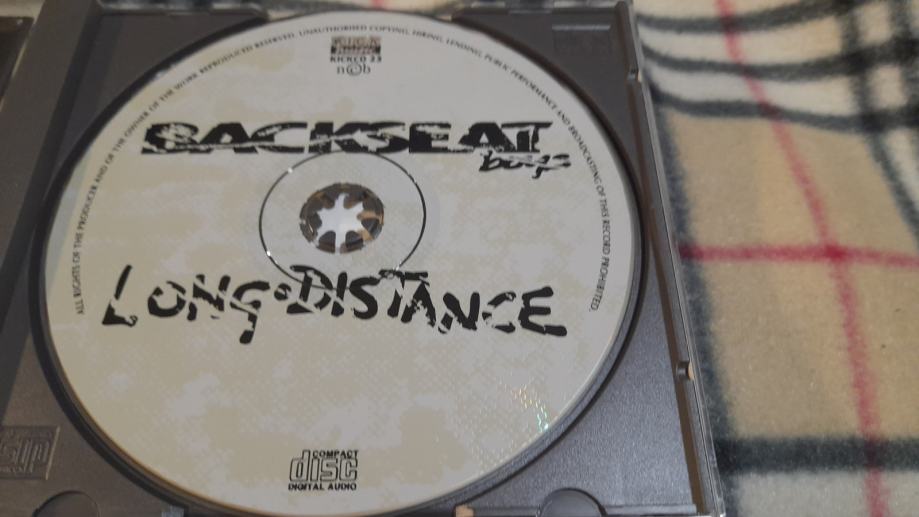 ALL RIGHTS OF THE PRODUCER AND OF THE OWNER OF THE WORK REPRODUCED RESERVED. UNAUTHORISED COPYING, HIRING, LENDING, PUBLIC PERFORMANCE AND BROADCASTING OF THIS RECORD PROHIBITED.
KICKCD 23
n©b
BACKSEAT
boys
LONG·DISTANCE
COMPACT
disc
DIGITAL AUDIO